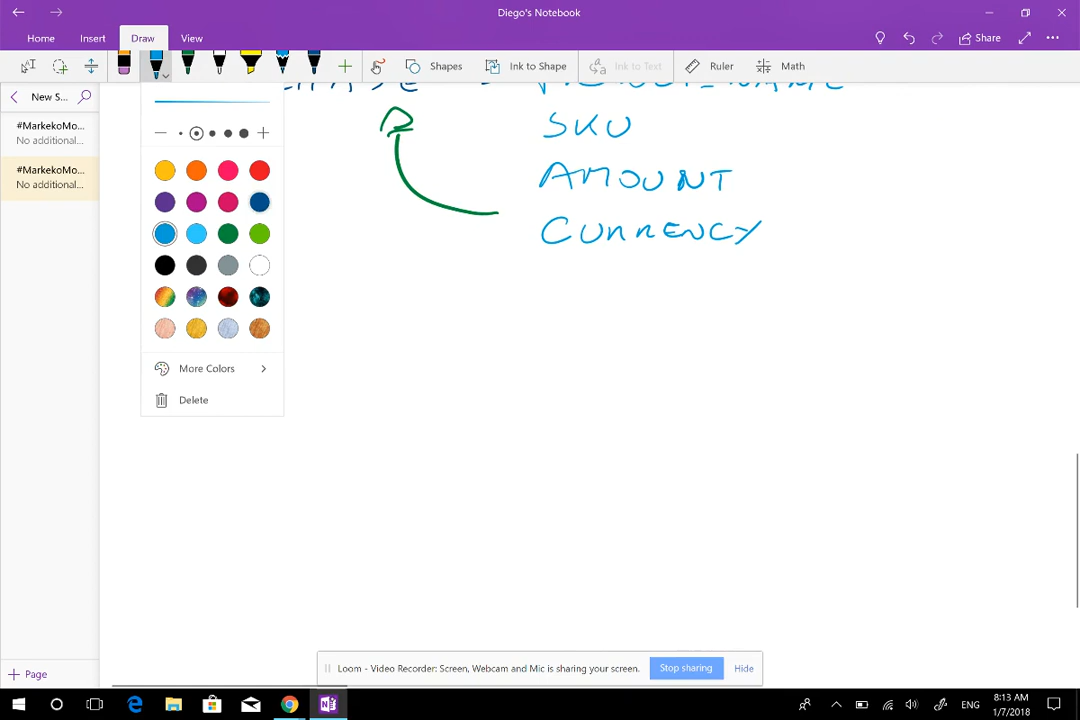 Diego's Notebook
Home Insert Draw View
Share
Shapes Ink to Shape Ink to Text Ruler Math
New S...
#MarkekoMo...
No additional...
#MarkekoMo...
No additional...
SKU
AMOUNT
CURRENCY
More Colors
Delete
Loom - Video Recorder: Screen, Webcam and Mic is sharing your screen. Stop sharing Hide
Page
ENG
8:13 AM
1/7/2018